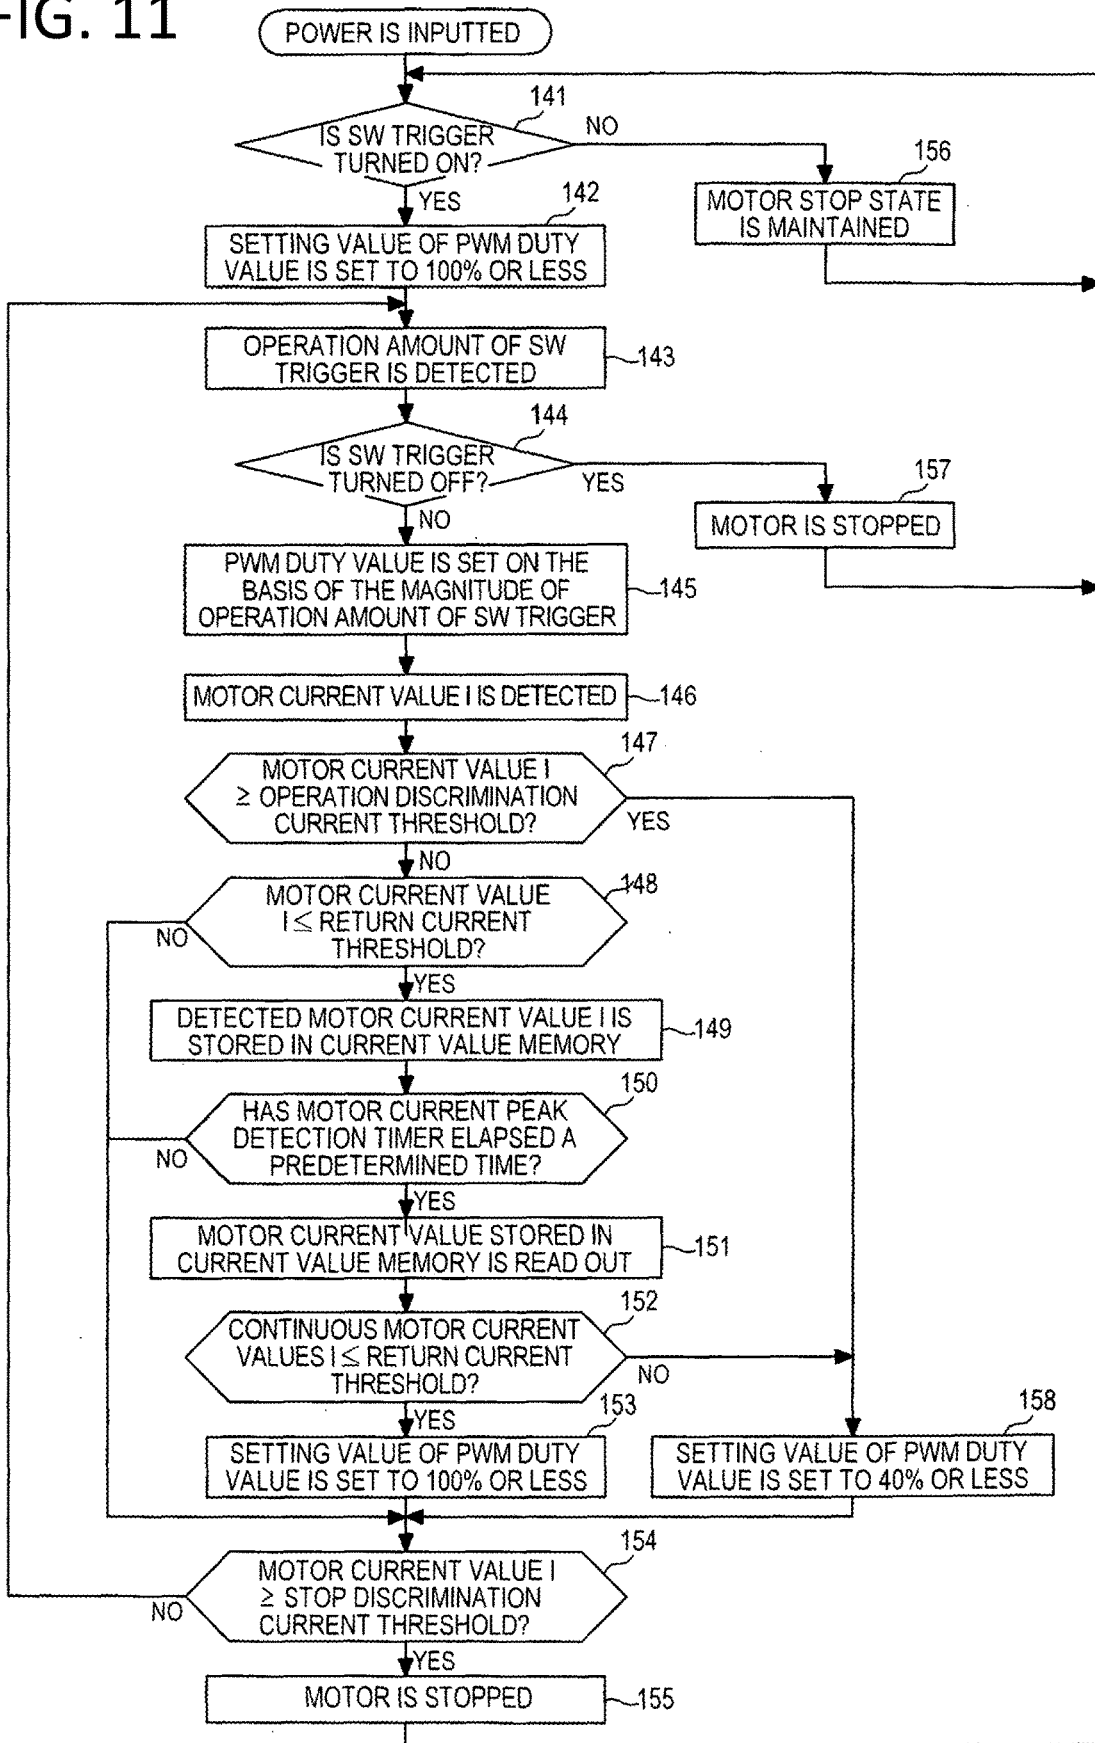 FIG. 11
POWER IS INPUTTED
141
IS SW TRIGGER
TURNED ON?
NO
YES
156
MOTOR STOP STATE
IS MAINTAINED
142
SETTING VALUE OF PWM DUTY
VALUE IS SET TO 100% OR LESS
OPERATION AMOUNT OF SW
TRIGGER IS DETECTED
143
144
IS SW TRIGGER
TURNED OFF?
YES
NO
157
MOTOR IS STOPPED
PWM DUTY VALUE IS SET ON THE
BASIS OF THE MAGNITUDE OF
OPERATION AMOUNT OF SW TRIGGER
145
MOTOR CURRENT VALUE I IS DETECTED
146
147
MOTOR CURRENT VALUE I
≥ OPERATION DISCRIMINATION
CURRENT THRESHOLD?
YES
NO
148
MOTOR CURRENT VALUE
I ≤ RETURN CURRENT
THRESHOLD?
NO
YES
DETECTED MOTOR CURRENT VALUE I IS
STORED IN CURRENT VALUE MEMORY
149
150
HAS MOTOR CURRENT PEAK
DETECTION TIMER ELAPSED A
PREDETERMINED TIME?
NO
YES
MOTOR CURRENT VALUE STORED IN
CURRENT VALUE MEMORY IS READ OUT
151
152
CONTINUOUS MOTOR CURRENT
VALUES I ≤ RETURN CURRENT
THRESHOLD?
NO
YES
153
SETTING VALUE OF PWM DUTY
VALUE IS SET TO 100% OR LESS
158
SETTING VALUE OF PWM DUTY
VALUE IS SET TO 40% OR LESS
154
MOTOR CURRENT VALUE I
≥ STOP DISCRIMINATION
CURRENT THRESHOLD?
NO
YES
MOTOR IS STOPPED
155